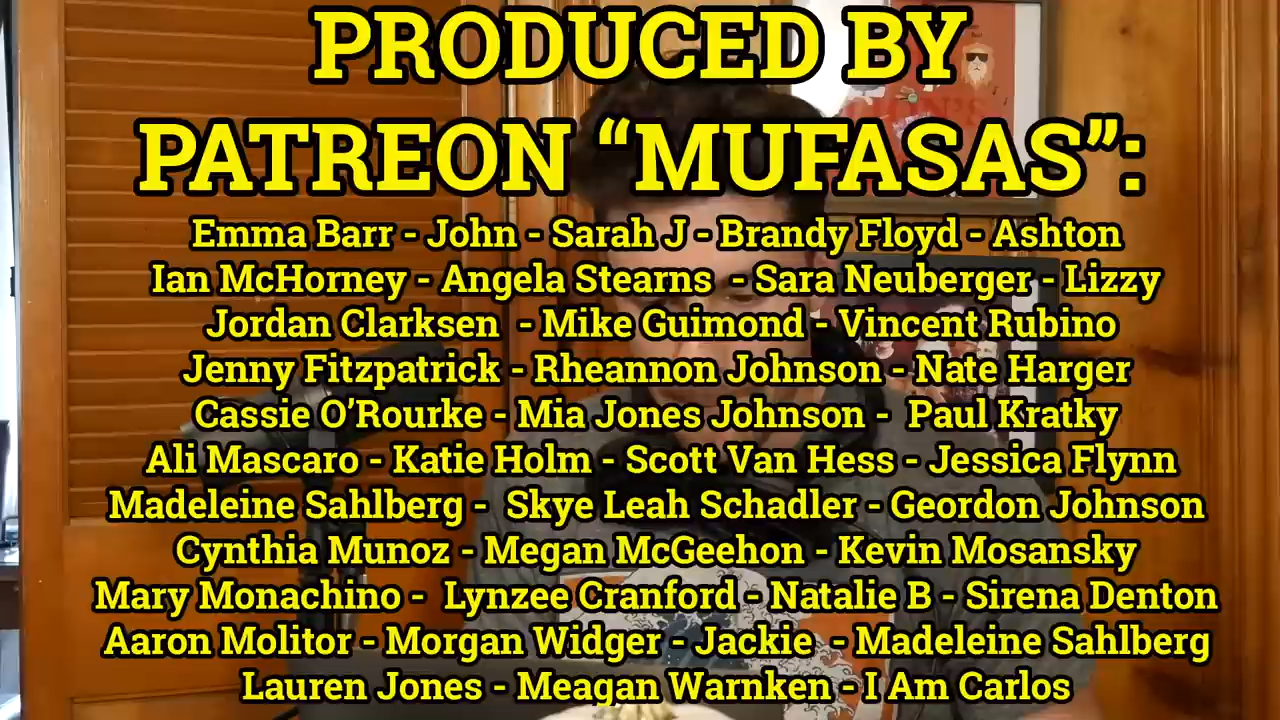 PRODUCED BY
PATREON “MUFASAS”:
Emma Barr - John - Sarah J - Brandy Floyd - Ashton
Ian McHorney - Angela Stearns - Sara Neuberger - Lizzy
Jordan Clarksen - Mike Guimond - Vincent Rubino
Jenny Fitzpatrick - Rheannon Johnson - Nate Harger
Cassie O’Rourke - Mia Jones Johnson - Paul Kratky
Ali Mascaro - Katie Holm - Scott Van Hess - Jessica Flynn
Madeleine Sahlberg - Skye Leah Schadler - Geordon Johnson
Cynthia Munoz - Megan McGeehon - Kevin Mosansky
Mary Monachino - Lynzee Cranford - Natalie B - Sirena Denton
Aaron Molitor - Morgan Widger - Jackie - Madeleine Sahlberg
Lauren Jones - Meagan Warnken - I Am Carlos